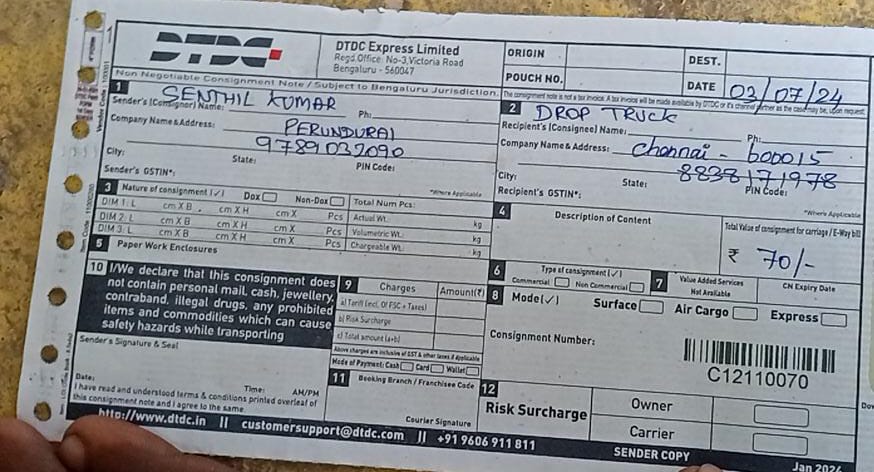 DTDC
DTDC Express Limited
Regd.Office: No-3,Victoria Road
Bengaluru - 560047
ORIGIN
DEST.
POUCH NO.
DATE 02/07/24
Non Negotiable Consignment Note / Subject to Bengaluru Jurisdiction. The consignment note is not a tax invoice. A tax invoice will be made available by DTDC or it's channel partner as the case may be, upon request.
1 SENTHIL KUMAR
Sender's (Consignor) Name:
Ph:
Company Name & Address: PERUNDURAI
9789032090
City:
State:
PIN Code:
Sender's GSTIN*:
*Where Applicable
2 DROP TRUCK
Recipient's (Consignee) Name:
Ph:
Company Name & Address: Chennai - 600015
8838171978
City:
State:
PIN Code:
Recipient's GSTIN*:
*Where Applicable
3 Nature of consignment (✓) Dox Non-Dox Total Num Pcs:
DIM 1: L cm X B cm X H cm X Pcs Actual Wt. kg
DIM 2: L cm X B cm X H cm X Pcs Volumetric Wt. kg
DIM 3: L cm X B cm X H cm X Pcs Chargeable Wt. kg
4 Description of Content
Total Value of consignment for carriage / E-Way bill
₹ 70/-
5 Paper Work Enclosures
6 Type of consignment (✓)
Commercial Non Commercial
7 Value Added Services
Not Available
CN Expiry Date
10 I/We declare that this consignment does
not contain personal mail, cash, jewellery,
contraband, illegal drugs, any prohibited
items and commodities which can cause
safety hazards while transporting
Sender's Signature & Seal
Date: Time: AM/PM
I have read and understood terms & conditions printed overleaf of
this consignment note and I agree to the same.
9 Charges Amount(₹)
a) Tariff (incl. Of FSC + Taxes)
b) Risk Surcharge
c) Total amount (a+b)
Above charges are inclusive of GST & other taxes if applicable
Mode of Payment: Cash Card Wallet
11 Booking Branch / Franchisee Code
Courier Signature
8 Mode(✓) Surface Air Cargo Express
Consignment Number:
C12110070
12
Risk Surcharge
Owner
Carrier
http://www.dtdc.in || customersupport@dtdc.com || +91 9606 911 811
SENDER COPY
Jan 2024